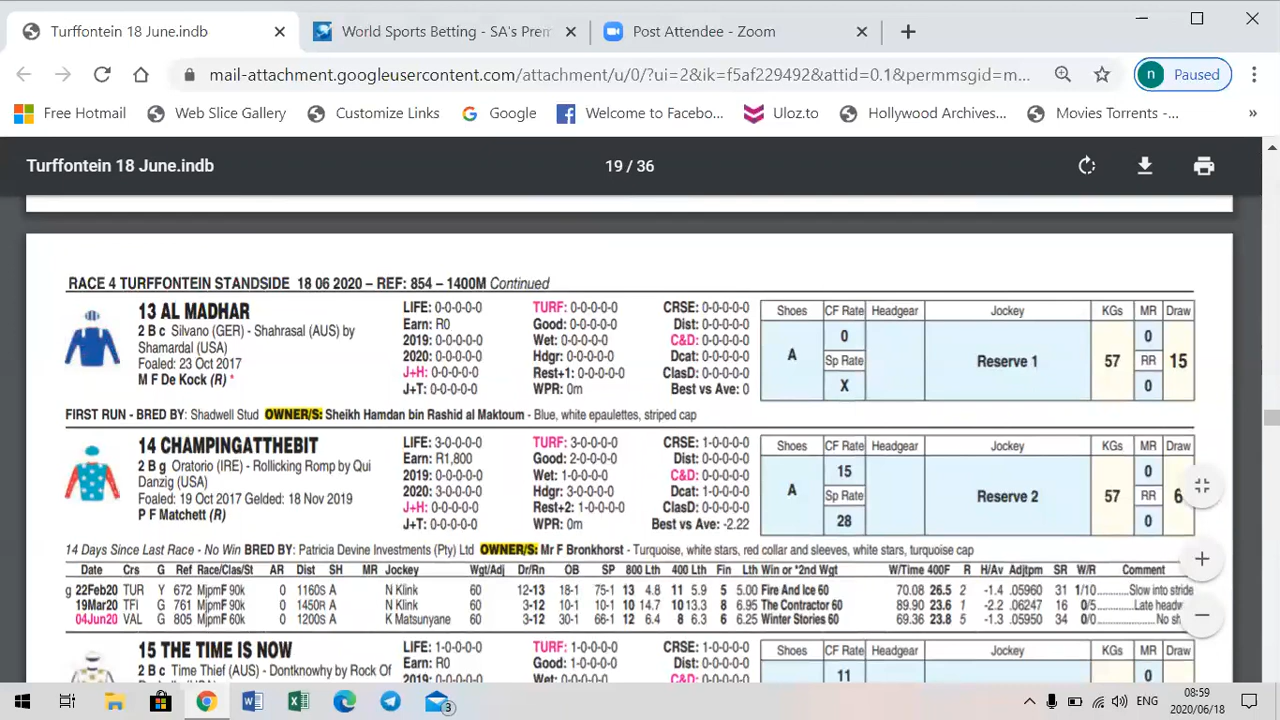 Turffontein 18 June.indb
World Sports Betting - SA's Prem
Post Attendee - Zoom
mail-attachment.googleusercontent.com/attachment/u/0/?ui=2&ik=f5af229492&attid=0.1&permmsgid=m...
n Paused
Free Hotmail Web Slice Gallery Customize Links Google Welcome to Facebo... Uloz.to Hollywood Archives... Movies Torrents -... »
Turffontein 18 June.indb 19 / 36
RACE 4 TURFFONTEIN STANDSIDE 18 06 2020 – REF: 854 – 1400M Continued
13 AL MADHAR
2 B c Silvano (GER) - Shahrasal (AUS) by
Shamardal (USA)
Foaled: 23 Oct 2017
M F De Kock (R) *
LIFE: 0-0-0-0-0 TURF: 0-0-0-0-0 CRSE: 0-0-0-0-0
Earn: R0 Good: 0-0-0-0-0 Dist: 0-0-0-0-0
2019: 0-0-0-0-0 Wet: 0-0-0-0-0 C&D: 0-0-0-0-0
2020: 0-0-0-0-0 Hdgr: 0-0-0-0-0 Dcat: 0-0-0-0-0
J+H: 0-0-0-0-0 Rest+1: 0-0-0-0-0 ClasD: 0-0-0-0-0
J+T: 0-0-0-0-0 WPR: 0m Best vs Ave: 0
Shoes CF Rate Headgear Jockey KGs MR Draw
0 0
A Sp Rate Reserve 1 57 RR 15
X 0
FIRST RUN - BRED BY: Shadwell Stud OWNER/S: Sheikh Hamdan bin Rashid al Maktoum - Blue, white epaulettes, striped cap
14 CHAMPINGATTHEBIT
2 B g Oratorio (IRE) - Rollicking Romp by Qui
Danzig (USA)
Foaled: 19 Oct 2017 Gelded: 18 Nov 2019
P F Matchett (R)
LIFE: 3-0-0-0-0 TURF: 3-0-0-0-0 CRSE: 1-0-0-0-0
Earn: R1,800 Good: 2-0-0-0-0 Dist: 0-0-0-0-0
2019: 0-0-0-0-0 Wet: 1-0-0-0-0 C&D: 0-0-0-0-0
2020: 3-0-0-0-0 Hdgr: 3-0-0-0-0 Dcat: 1-0-0-0-0
J+H: 0-0-0-0-0 Rest+2: 1-0-0-0-0 ClasD: 0-0-0-0-0
J+T: 0-0-0-0-0 WPR: 0m Best vs Ave: -2.22
Shoes CF Rate Headgear Jockey KGs MR Draw
15 0
A Sp Rate Reserve 2 57 RR 6
28 0
14 Days Since Last Race - No Win BRED BY: Patricia Devine Investments (Pty) Ltd OWNER/S: Mr F Bronkhorst - Turquoise, white stars, red collar and sleeves, white stars, turquoise cap
Date Crs G Ref Race/Clas/St AR Dist SH MR Jockey Wgt/Adj Dr/Rn OB SP 800 Lth 400 Lth Fin Lth Win or *2nd Wgt W/Time 400F R H/Av Adjtpm SR W/R Comment
g 22Feb20 TUR Y 672 MjpmF 90k 0 1160S A N Klink 60 12-13 18-1 75-1 13 4.8 11 5.9 5 5.00 Fire And Ice 60 70.08 26.5 2 -1.4 .05960 31 1/10 ..........Slow into stride
19Mar20 TFi G 761 MjpmF 90k 0 1450R A N Klink 60 3-12 10-1 10-1 14 10.7 10 13.3 8 6.95 The Contractor 60 89.90 23.6 1 -2.2 .06247 16 0/5 ..............Late headw
04Jun20 VAL G 805 MjpmF 90k 0 1200S A K Matsunyane 60 3-12 30-1 66-1 12 6.4 8 6.3 6 6.25 Winter Stories 60 69.36 23.8 5 -1.3 .05950 34 0/0 ......................No sh
15 THE TIME IS NOW
2 B c Time Thief (AUS) - Dontknowhy by Rock Of
LIFE: 1-0-0-0-0 TURF: 1-0-0-0-0 CRSE: 0-0-0-0-0
Earn: R0 Good: 1-0-0-0-0 Dist: 0-0-0-0-0
Shoes CF Rate Headgear Jockey KGs MR Draw
11 0
3
ENG
08:59
2020/06/18